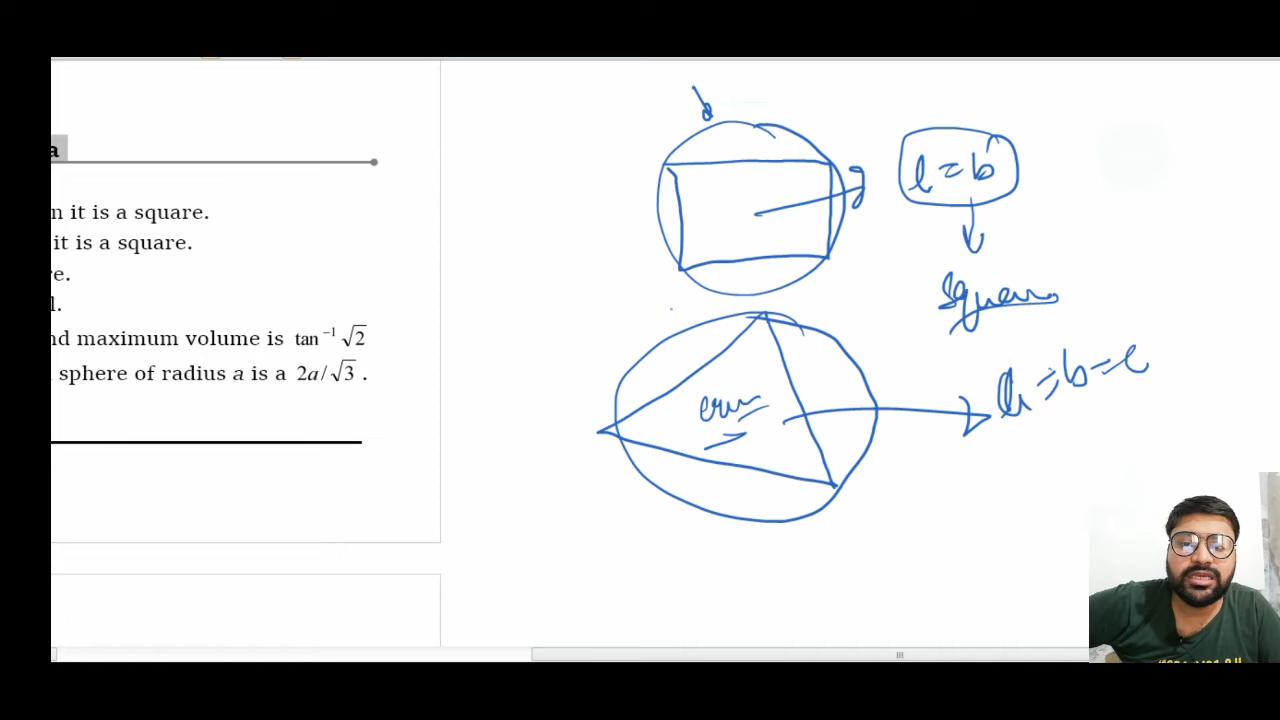 a
n it is a square.
it is a square.
re.
l.
nd maximum volume is tan⁻¹ √2
sphere of radius a is a 2a/√3 .
b
l = b
Square
a = b = c